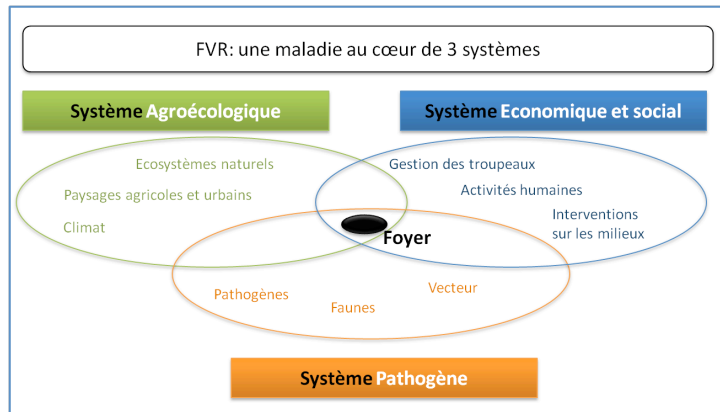 FVR: une maladie au cœur de 3 systèmes
Système Agroécologique
Système Economique et social
Ecosystèmes naturels
Paysages agricoles et urbains
Climat
Gestion des troupeaux
Activités humaines
Interventions
sur les milieux
Foyer
Pathogènes
Faunes
Vecteur
Système Pathogène